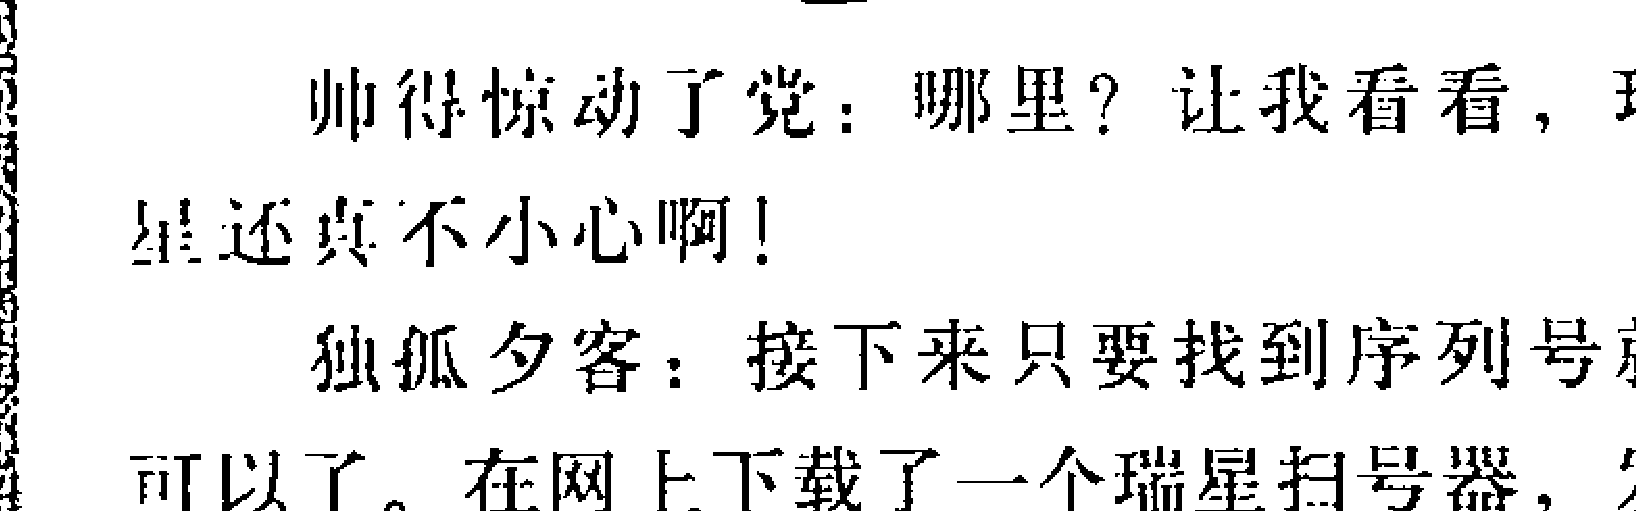 帅得惊动了党：哪里？让我看看，
星还真不小心啊！
独孤夕客：接下来只要找到序列号
可以了。在网上下载了一个瑞星扫号器，